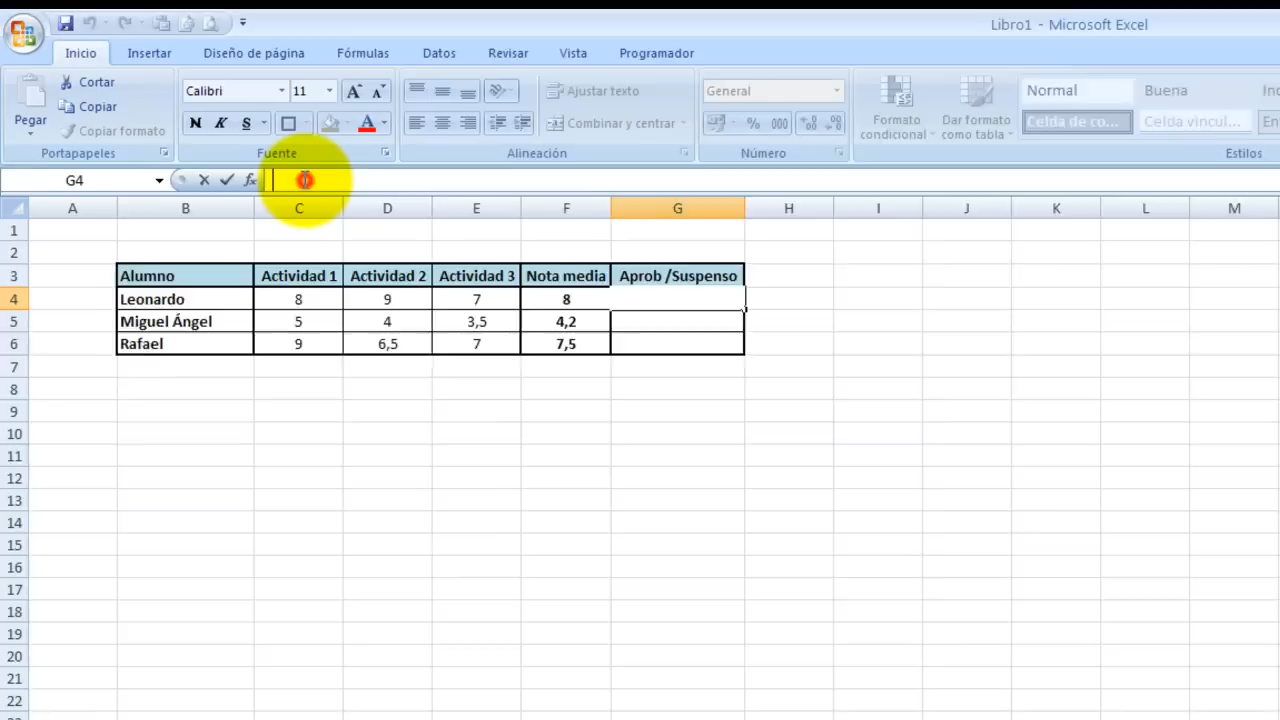 Libro1 - Microsoft Excel
Inicio Insertar Diseño de página Fórmulas Datos Revisar Vista Programador
Pegar
Cortar
Copiar
Copiar formato
Portapapeles
Calibri 11 A A
N K S A
Fuente
Ajustar texto
Combinar y centrar
Alineación
General
% 000
Número
Formato condicional
Dar formato como tabla
Normal Buena
Celda de co... Celda vincul...
Estilos
G4 fx
A B C D E F G H I J K L M
1
2
3 Alumno Actividad 1 Actividad 2 Actividad 3 Nota media Aprob /Suspenso
4 Leonardo 8 9 7 8
5 Miguel Ángel 5 4 3,5 4,2
6 Rafael 9 6,5 7 7,5
7
8
9
10
11
12
13
14
15
16
17
18
19
20
21
22